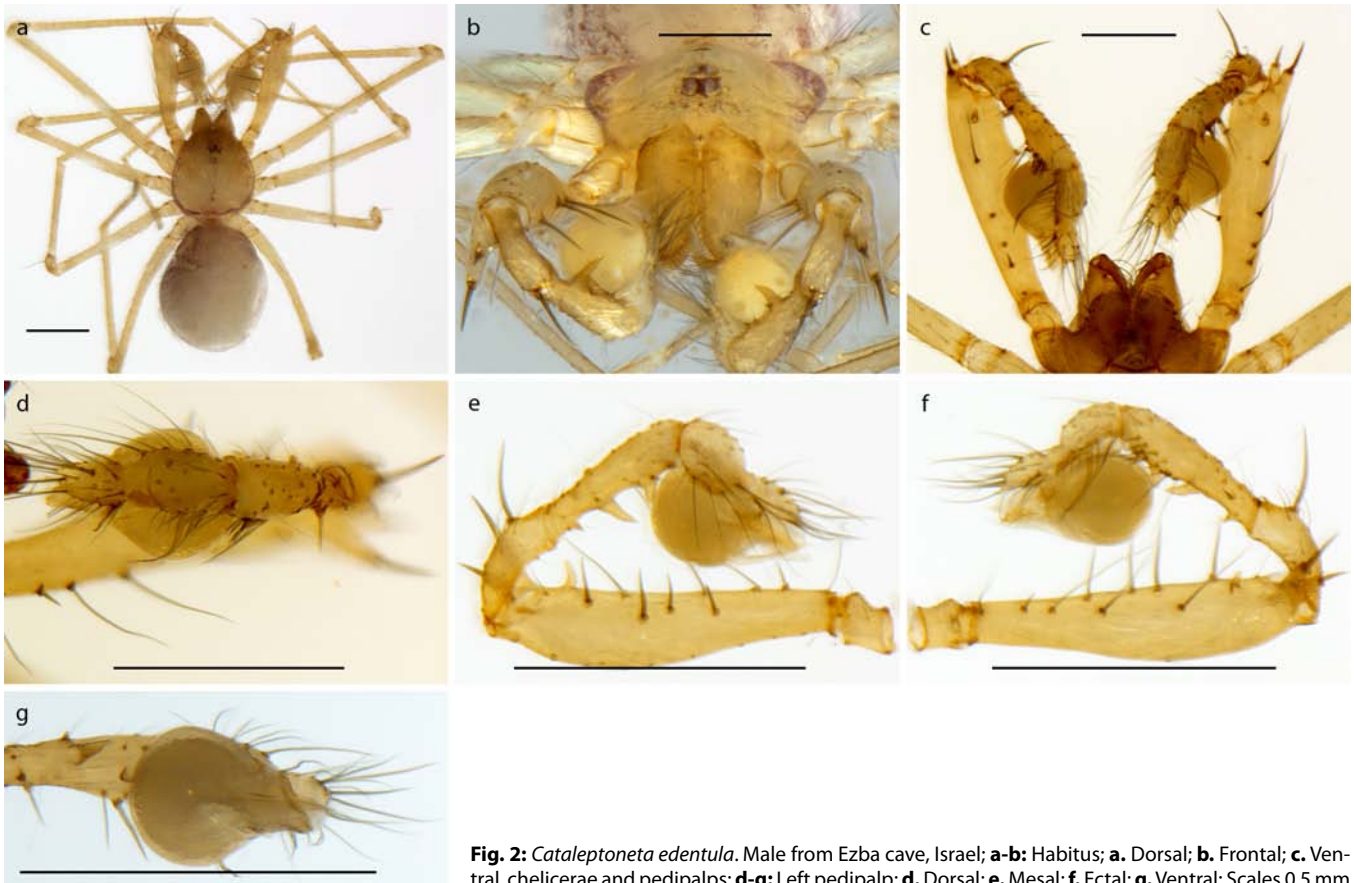 a
b
c
d
e
f
g
Fig. 2: Cataleptoneta edentula. Male from Ezba cave, Israel; a-b: Habitus; a. Dorsal; b. Frontal; c. Ven-
tral, chelicerae and pedipalps; d-g: Left pedipalp; d. Dorsal; e. Mesal; f. Ectal; g. Ventral; Scales 0.5 mm